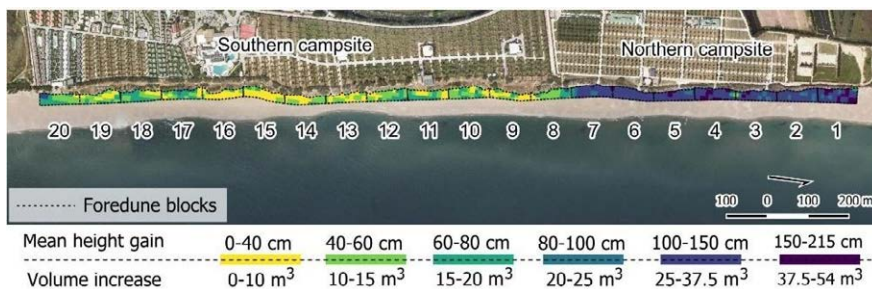 Southern campsite
Northern campsite
20 19 18 17 16 15 14 13 12 11 10 9 8 7 6 5 4 3 2 1
Foredune blocks
100 0 100 200 m
Mean height gain 0-40 cm 40-60 cm 60-80 cm 80-100 cm 100-150 cm 150-215 cm
Volume increase 0-10 m³ 10-15 m³ 15-20 m³ 20-25 m³ 25-37.5 m³ 37.5-54 m³